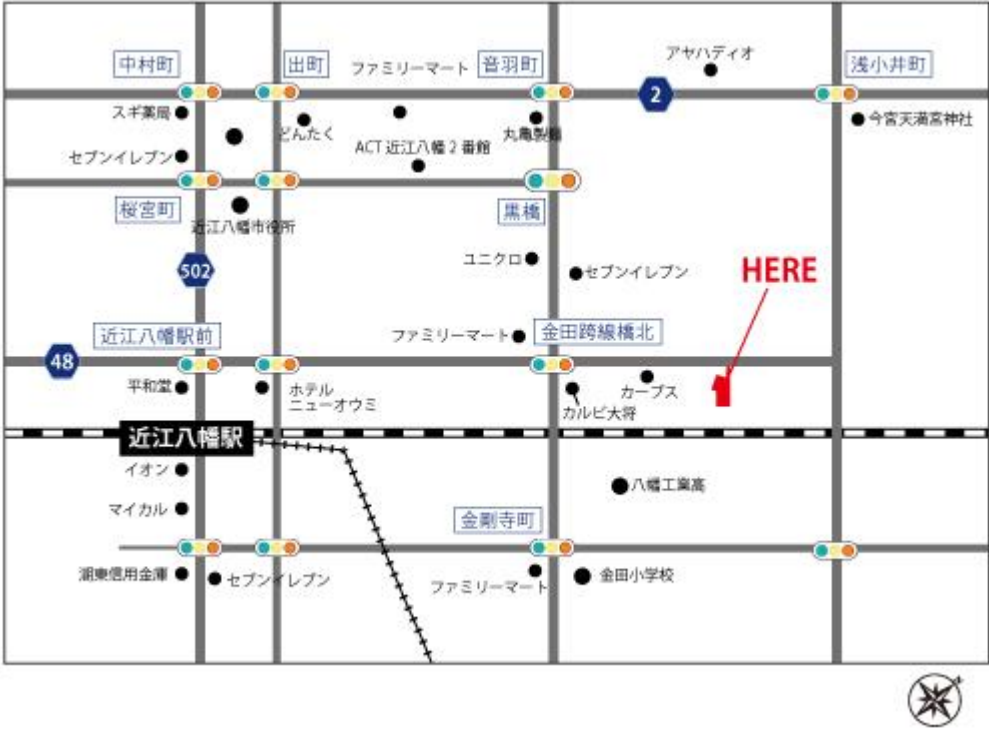 アヤハディオ
中村町
出町
ファミリーマート
音羽町
浅小井町
2
スギ薬局
どんたく
丸亀製麺
今宮天満宮神社
ACT 近江八幡 2 番館
セブンイレブン
桜宮町
黒橋
近江八幡市役所
ユニクロ
セブンイレブン
HERE
502
近江八幡駅前
ファミリーマート
金田跨線橋北
48
平和堂
ホテル
ニューオウミ
カーブス
カルビ大将
近江八幡駅
イオン
八幡工業高
マイカル
金剛寺町
湖東信用金庫
セブンイレブン
ファミリーマート
金田小学校